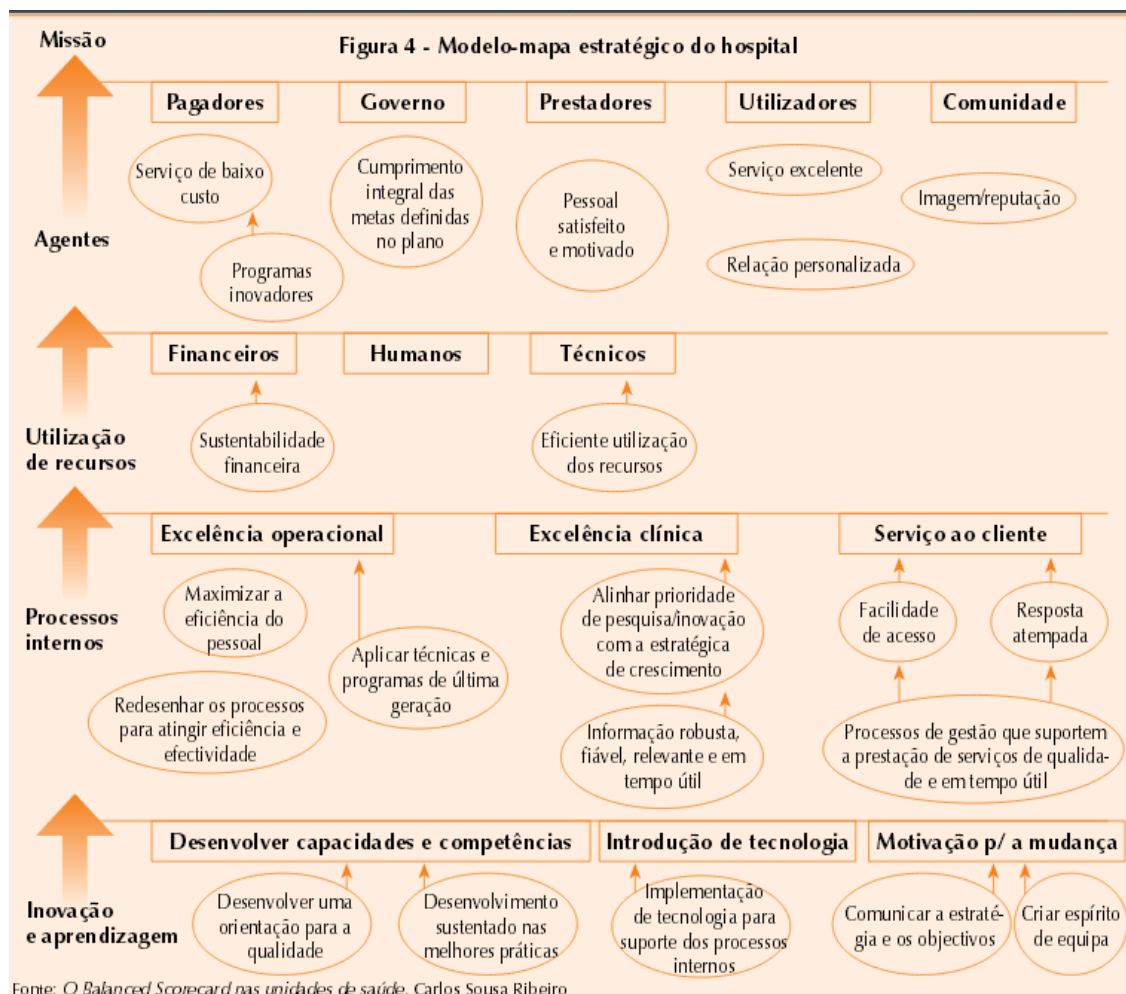 Missão
Figura 4 - Modelo-mapa estratégico do hospital
Pagadores
Governo
Prestadores
Utilizadores
Comunidade
Serviço de baixo
custo
Programas
inovadores
Cumprimento
integral das
metas definidas
no plano
Pessoal
satisfeito
e motivado
Serviço excelente
Relação personalizada
Imagem/reputação
Agentes
Financeiros
Humanos
Técnicos
Sustentabilidade
financeira
Eficiente utilização
dos recursos
Utilização
de recursos
Excelência operacional
Excelência clínica
Serviço ao cliente
Maximizar a
eficiência do
pessoal
Redesenhar os processos
para atingir eficiência e
efectividade
Aplicar técnicas e
programas de última
geração
Alinhar prioridade
de pesquisa/inovação
com a estratégica
de crescimento
Informação robusta,
fiável, relevante e em
tempo útil
Facilidade
de acesso
Resposta
atempada
Processos de gestão que suportem
a prestação de serviços de qualida-
de e em tempo útil
Processos
internos
Desenvolver capacidades e competências
Introdução de tecnologia
Motivação p/ a mudança
Desenvolver uma
orientação para a
qualidade
Desenvolvimento
sustentado nas
melhores práticas
Implementação
de tecnologia para
suporte dos processos
internos
Comunicar a estraté-
gia e os objectivos
Criar espírito
de equipa
Inovação
e aprendizagem
Fonte: O Balanced Scorecard nas unidades de saúde, Carlos Sousa Ribeiro